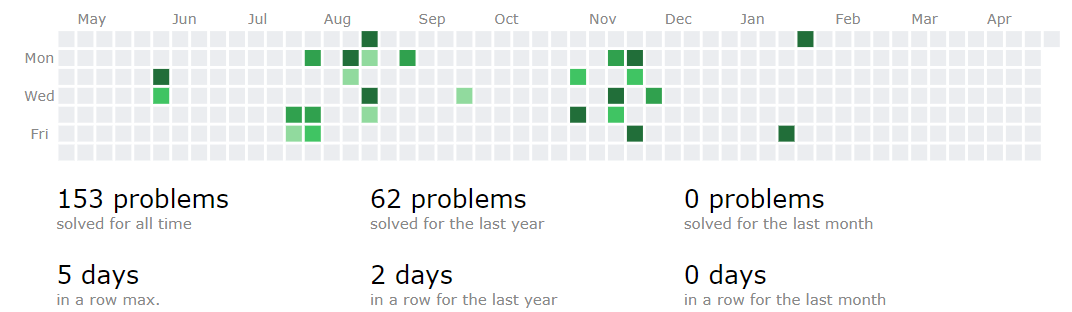 May Jun Jul Aug Sep Oct Nov Dec Jan Feb Mar Apr
Mon
Wed
Fri
153 problems 62 problems 0 problems
solved for all time solved for the last year solved for the last month
5 days 2 days 0 days
in a row max. in a row for the last year in a row for the last month